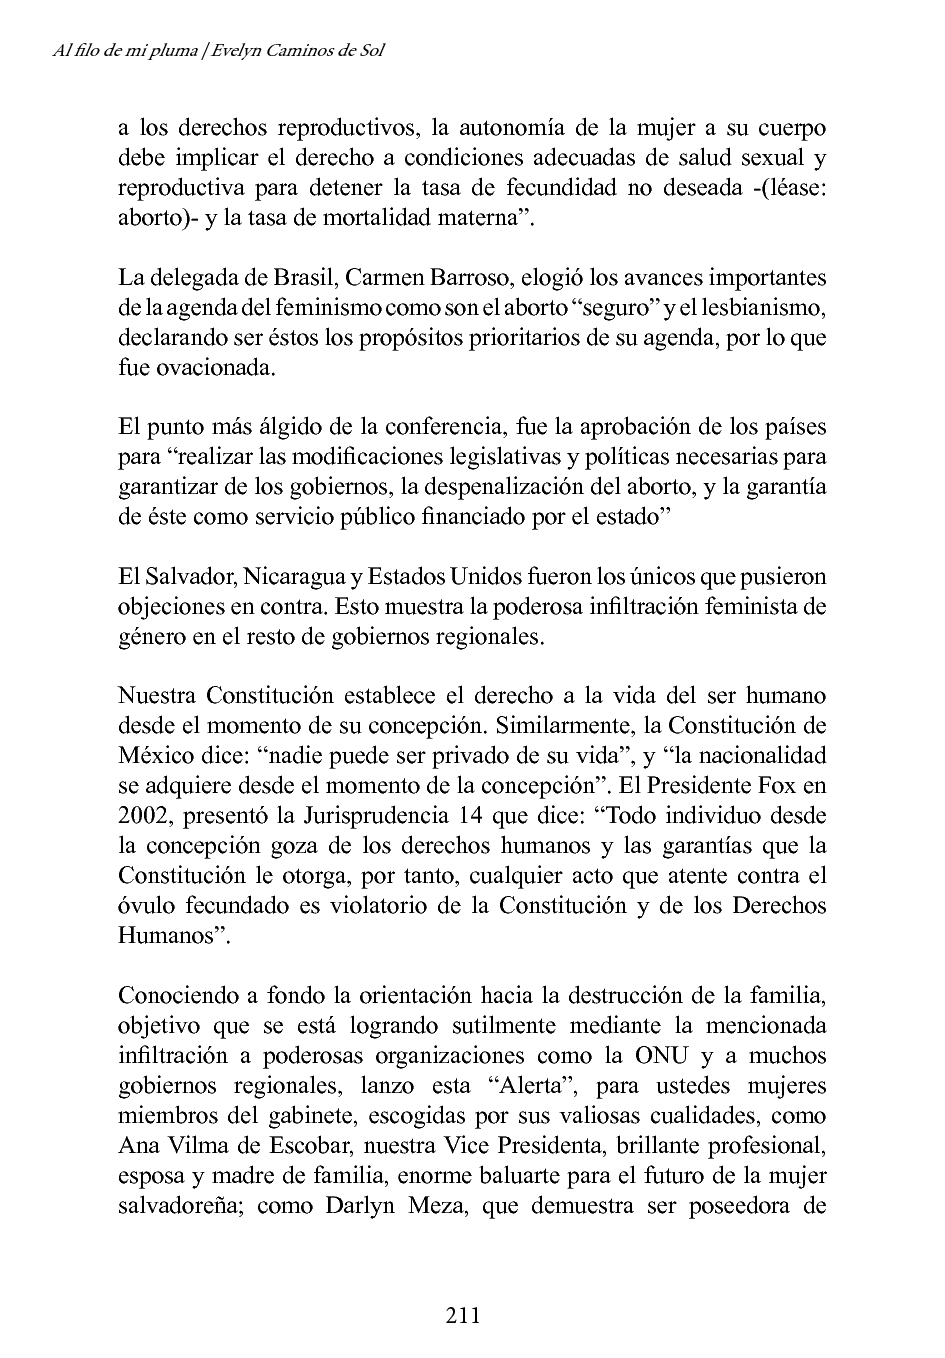 Al filo de mi pluma / Evelyn Caminos de Sol
a los derechos reproductivos, la autonomía de la mujer a su cuerpo
debe implicar el derecho a condiciones adecuadas de salud sexual y
reproductiva para detener la tasa de fecundidad no deseada -(léase:
aborto)- y la tasa de mortalidad materna”.
La delegada de Brasil, Carmen Barroso, elogió los avances importantes
de la agenda del feminismo como son el aborto “seguro” y el lesbianismo,
declarando ser éstos los propósitos prioritarios de su agenda, por lo que
fue ovacionada.
El punto más álgido de la conferencia, fue la aprobación de los países
para “realizar las modificaciones legislativas y políticas necesarias para
garantizar de los gobiernos, la despenalización del aborto, y la garantía
de éste como servicio público financiado por el estado”
El Salvador, Nicaragua y Estados Unidos fueron los únicos que pusieron
objeciones en contra. Esto muestra la poderosa infiltración feminista de
género en el resto de gobiernos regionales.
Nuestra Constitución establece el derecho a la vida del ser humano
desde el momento de su concepción. Similarmente, la Constitución de
México dice: “nadie puede ser privado de su vida”, y “la nacionalidad
se adquiere desde el momento de la concepción”. El Presidente Fox en
2002, presentó la Jurisprudencia 14 que dice: “Todo individuo desde
la concepción goza de los derechos humanos y las garantías que la
Constitución le otorga, por tanto, cualquier acto que atente contra el
óvulo fecundado es violatorio de la Constitución y de los Derechos
Humanos”.
Conociendo a fondo la orientación hacia la destrucción de la familia,
objetivo que se está logrando sutilmente mediante la mencionada
infiltración a poderosas organizaciones como la ONU y a muchos
gobiernos regionales, lanzo esta “Alerta”, para ustedes mujeres
miembros del gabinete, escogidas por sus valiosas cualidades, como
Ana Vilma de Escobar, nuestra Vice Presidenta, brillante profesional,
esposa y madre de familia, enorme baluarte para el futuro de la mujer
salvadoreña; como Darlyn Meza, que demuestra ser poseedora de
211